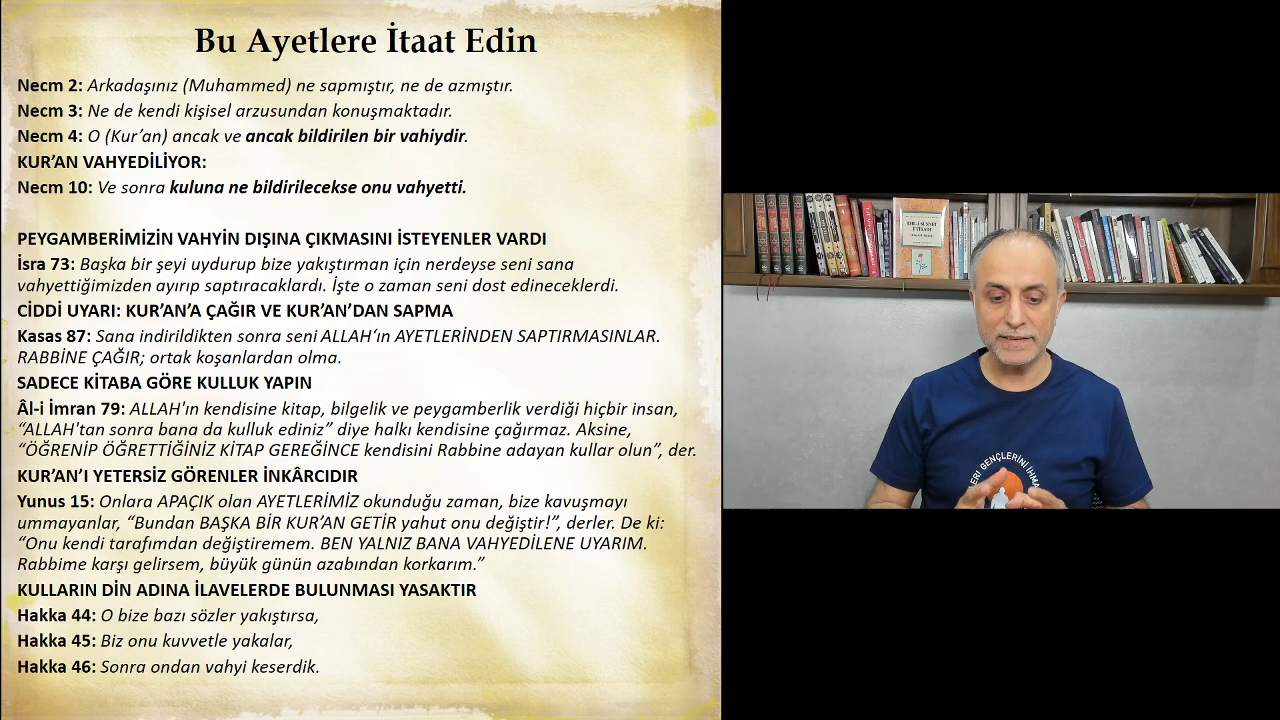 Bu Ayetlere İtaat Edin
Necm 2: Arkadaşınız (Muhammed) ne sapmıştır, ne de azmıştır.
Necm 3: Ne de kendi kişisel arzusundan konuşmaktadır.
Necm 4: O (Kur’an) ancak ve ancak bildirilen bir vahiydir.
KUR’AN VAHYEDİLİYOR:
Necm 10: Ve sonra kuluna ne bildirilecekse onu vahyetti.
PEYGAMBERİMİZİN VAHYİN DIŞINA ÇIKMASINI İSTEYENLER VARDI
İsra 73: Başka bir şeyi uydurup bize yakıştırman için nerdeyse seni sana
vahyettiğimizden ayırıp saptıracaklardı. İşte o zaman seni dost edineceklerdi.
CİDDİ UYARI: KUR’AN’A ÇAĞIR VE KUR’AN’DAN SAPMA
Kasas 87: Sana indirildikten sonra seni ALLAH‘ın AYETLERİNDEN SAPTIRMASINLAR.
RABBİNE ÇAĞIR; ortak koşanlardan olma.
SADECE KİTABA GÖRE KULLUK YAPIN
Âl-i İmran 79: ALLAH'ın kendisine kitap, bilgelik ve peygamberlik verdiği hiçbir insan,
“ALLAH'tan sonra bana da kulluk ediniz” diye halkı kendisine çağırmaz. Aksine,
“ÖĞRENİP ÖĞRETTİĞİNİZ KİTAP GEREĞİNCE kendisini Rabbine adayan kullar olun”, der.
KUR’AN’I YETERSİZ GÖRENLER İNKÂRCIDIR
Yunus 15: Onlara APAÇIK olan AYETLERİMİZ okunduğu zaman, bize kavuşmayı
ummayanlar, “Bundan BAŞKA BİR KUR’AN GETİR yahut onu değiştir!”, derler. De ki:
“Onu kendi tarafımdan değiştiremem. BEN YALNIZ BANA VAHYEDİLENE UYARIM.
Rabbime karşı gelirsem, büyük günün azabından korkarım.”
KULLARIN DİN ADINA İLAVELERDE BULUNMASI YASAKTIR
Hakka 44: O bize bazı sözler yakıştırsa,
Hakka 45: Biz onu kuvvetle yakalar,
Hakka 46: Sonra ondan vahyi keserdik.
EHL-İ SÜNNET
GENÇLERİNİ